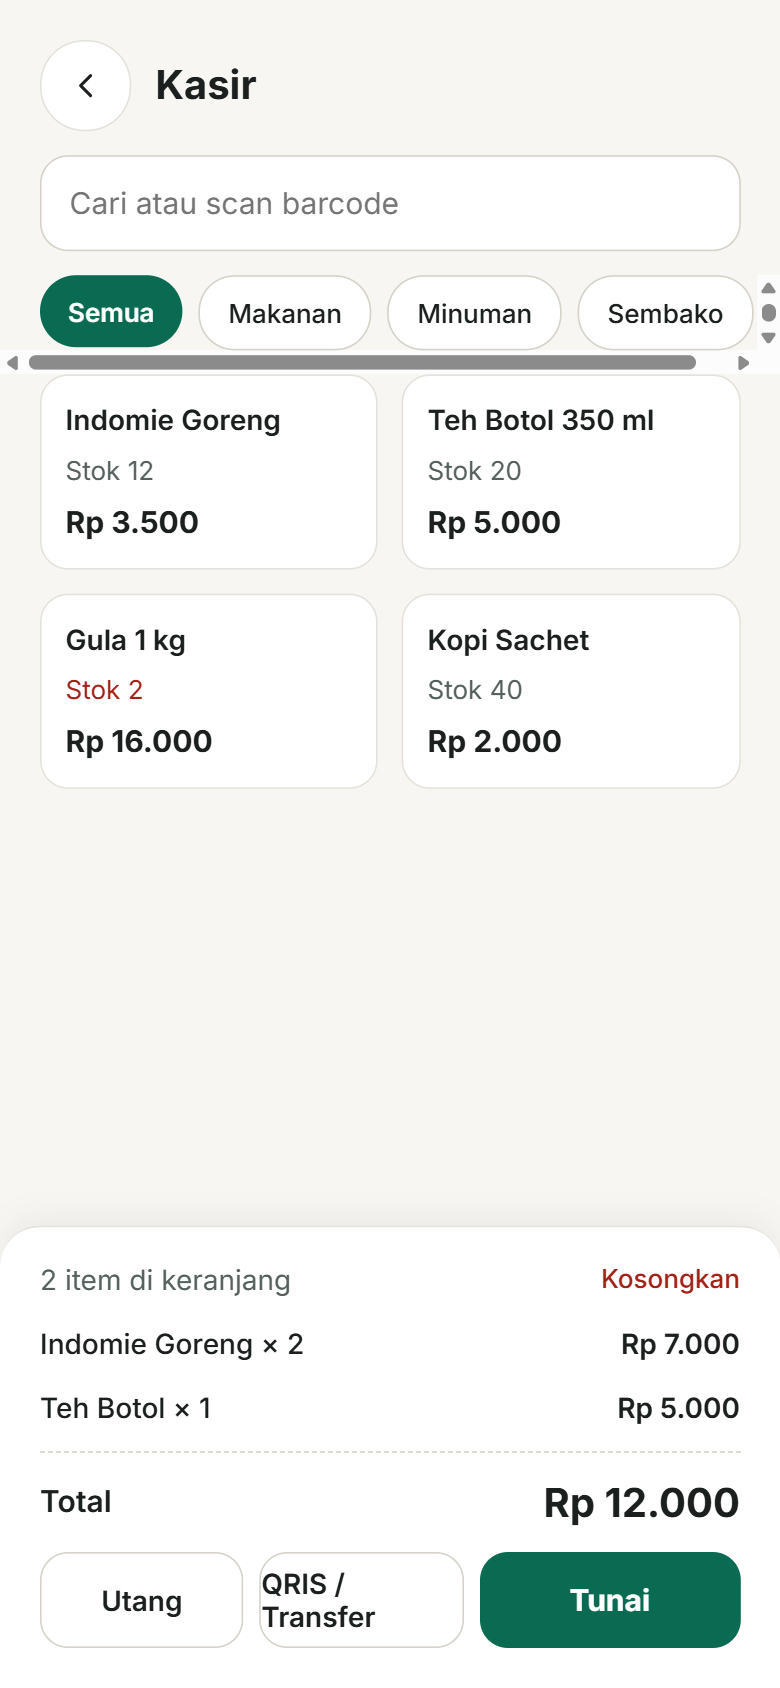 Kasir
Cari atau scan barcode
Semua
Makanan
Minuman
Sembako
Indomie Goreng
Stok 12
Rp 3.500
Teh Botol 350 ml
Stok 20
Rp 5.000
Gula 1 kg
Stok 2
Rp 16.000
Kopi Sachet
Stok 40
Rp 2.000
2 item di keranjang
Kosongkan
Indomie Goreng × 2
Rp 7.000
Teh Botol × 1
Rp 5.000
Total
Rp 12.000
Utang
QRIS /
Transfer
Tunai